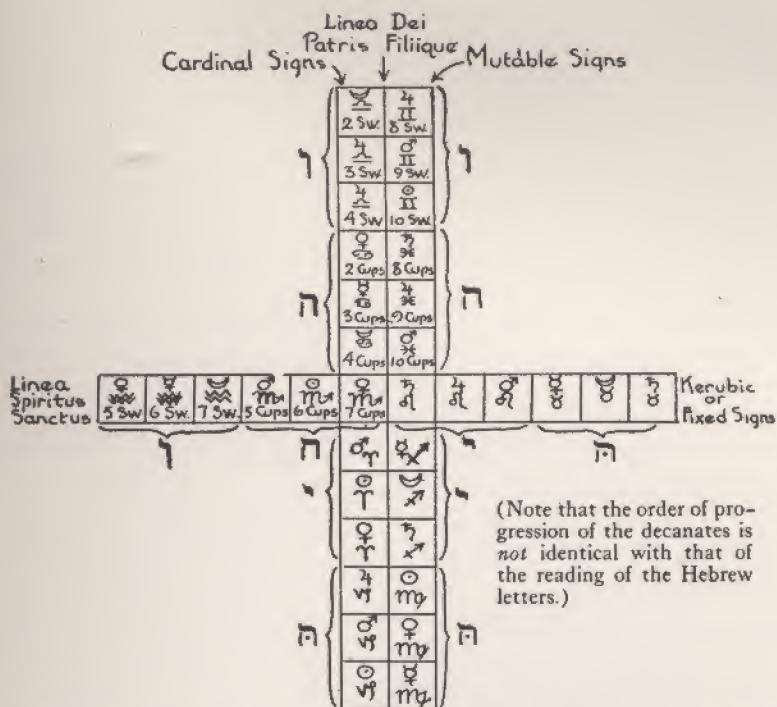 Linea Dei
Patris Filiique
Cardinal Signs
Mutable Signs
☽ ♃
♎ ♊
2 Sw. 8 Sw.
♃ ♂
♎ ♊
3 Sw. 9 Sw.
ו ו
♃ ☉
♎ ♊
4 Sw 10 Sw.
♀ ♄
♋ ♓
2 Cups 8 Cups
ה ה
☿ ♃
♋ ♓
3 Cups 9 Cups
☽ ♂
♋ ♓
4 Cups 10 Cups
Linea
Spiritus
Sanctus
♀ ☿ ☽ ♂ ☉ ♀ ♄ ♃ ♂ ☿ ☽ ♄
♒ ♒ ♒ ♏ ♏ ♏ ♌ ♌ ♌ ♉ ♉ ♉
5 Sw 6 Sw. 7 Sw. 5 Cups 6 Cups 7 Cups
Kerubic
or
Fixed Signs
ו ה י ה
♂♈ ☿♐
י י
☉♈ ☽♐
♀♈ ♄♐
♃♑ ☉♍
ה ה
♂♑ ♀♍
☉♑ ☿♍
(Note that the order of pro-
gression of the decanates is
not identical with that of
the reading of the Hebrew
letters.)